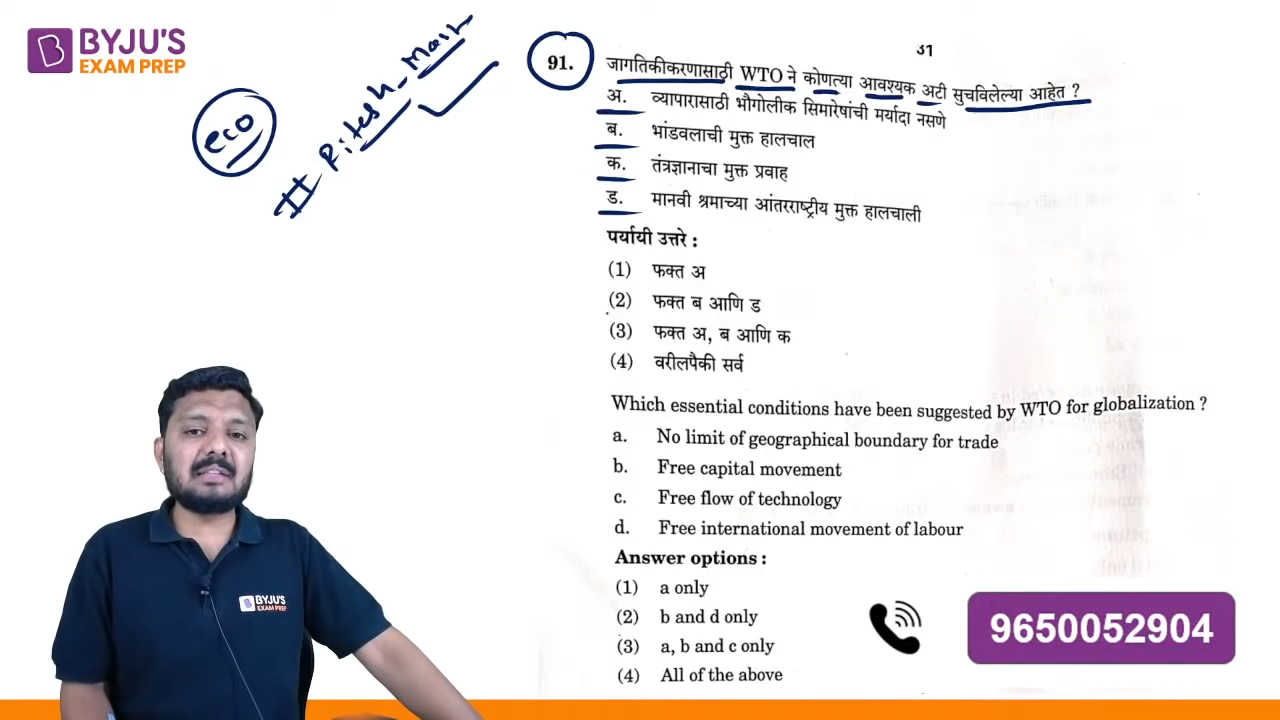 BYJU'S
EXAM PREP
eco
# Ritesh_Mash
31
91. जागतिकीकरणासाठी WTO ने कोणत्या आवश्यक अटी सुचविलेल्या आहेत ?
अ. व्यापारासाठी भौगोलीक सिमारेषांची मर्यादा नसणे
ब. भांडवलाची मुक्त हालचाल
क. तंत्रज्ञानाचा मुक्त प्रवाह
ड. मानवी श्रमाच्या आंतरराष्ट्रीय मुक्त हालचाली
पर्यायी उत्तरे :
(1) फक्त अ
(2) फक्त ब आणि ड
(3) फक्त अ, ब आणि क
(4) वरीलपैकी सर्व
Which essential conditions have been suggested by WTO for globalization ?
a. No limit of geographical boundary for trade
b. Free capital movement
c. Free flow of technology
d. Free international movement of labour
Answer options :
(1) a only
(2) b and d only
(3) a, b and c only
(4) All of the above
9650052904
BYJU'S
EXAM PREP